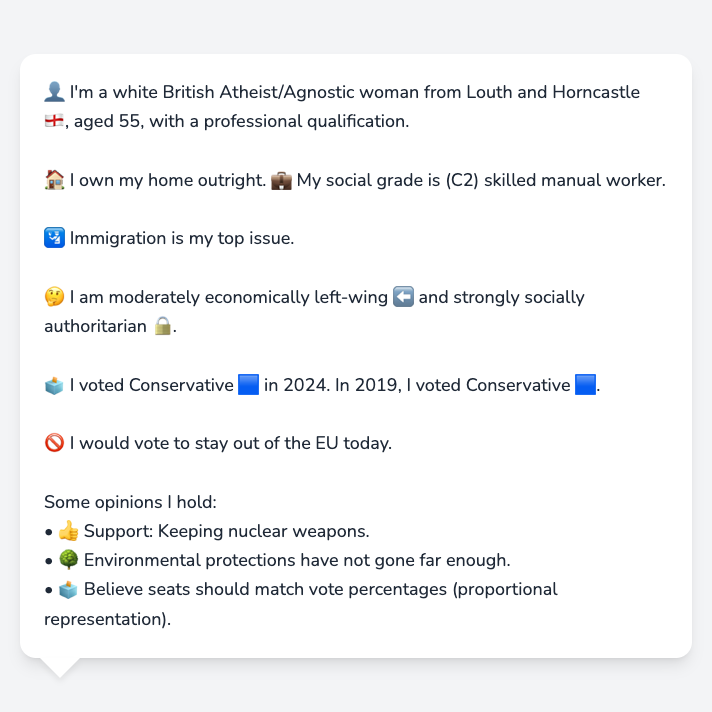 👤 I'm a white British Atheist/Agnostic woman from Louth and Horncastle
🏴󠁧󠁢󠁥󠁮󠁧󠁿, aged 55, with a professional qualification.
🏠 I own my home outright. 💼 My social grade is (C2) skilled manual worker.
🛂 Immigration is my top issue.
🤔 I am moderately economically left-wing ⬅️ and strongly socially
authoritarian 🔒.
🗳️ I voted Conservative 🟦 in 2024. In 2019, I voted Conservative 🟦.
🚫 I would vote to stay out of the EU today.
Some opinions I hold:
• 👍 Support: Keeping nuclear weapons.
• 🌳 Environmental protections have not gone far enough.
• 🗳️ Believe seats should match vote percentages (proportional
representation).